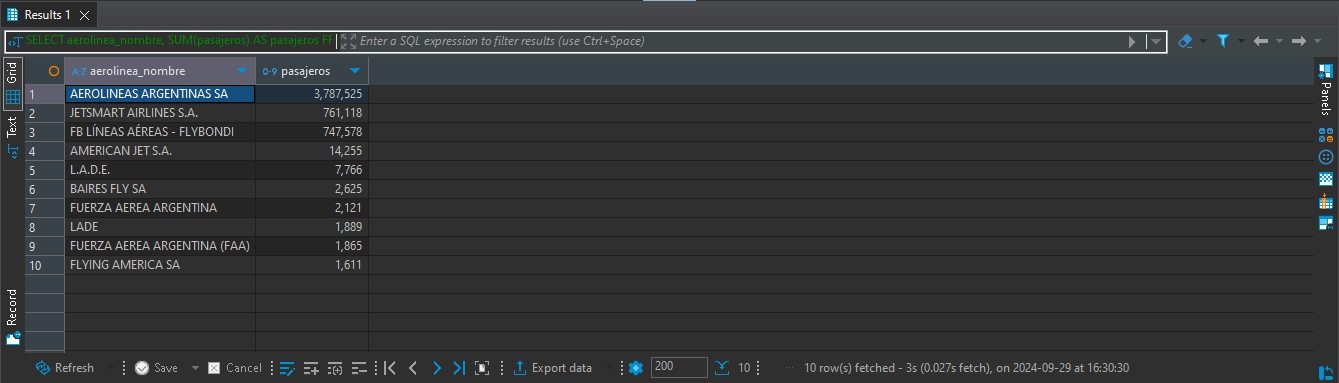 Results 1
SELECT aerolinea_nombre, SUM(pasajeros) AS pasajeros FF Enter a SQL expression to filter results (use Ctrl+Space)
Grid
Text
Record
Panels
A-Z aerolinea_nombre 0-9 pasajeros
1 AEROLINEAS ARGENTINAS SA 3,787,525
2 JETSMART AIRLINES S.A. 761,118
3 FB LÍNEAS AÉREAS - FLYBONDI 747,578
4 AMERICAN JET S.A. 14,255
5 L.A.D.E. 7,766
6 BAIRES FLY SA 2,625
7 FUERZA AEREA ARGENTINA 2,121
8 LADE 1,889
9 FUERZA AEREA ARGENTINA (FAA) 1,865
10 FLYING AMERICA SA 1,611
Refresh Save Cancel Export data 200 10 ... 10 row(s) fetched - 3s (0.027s fetch), on 2024-09-29 at 16:30:30